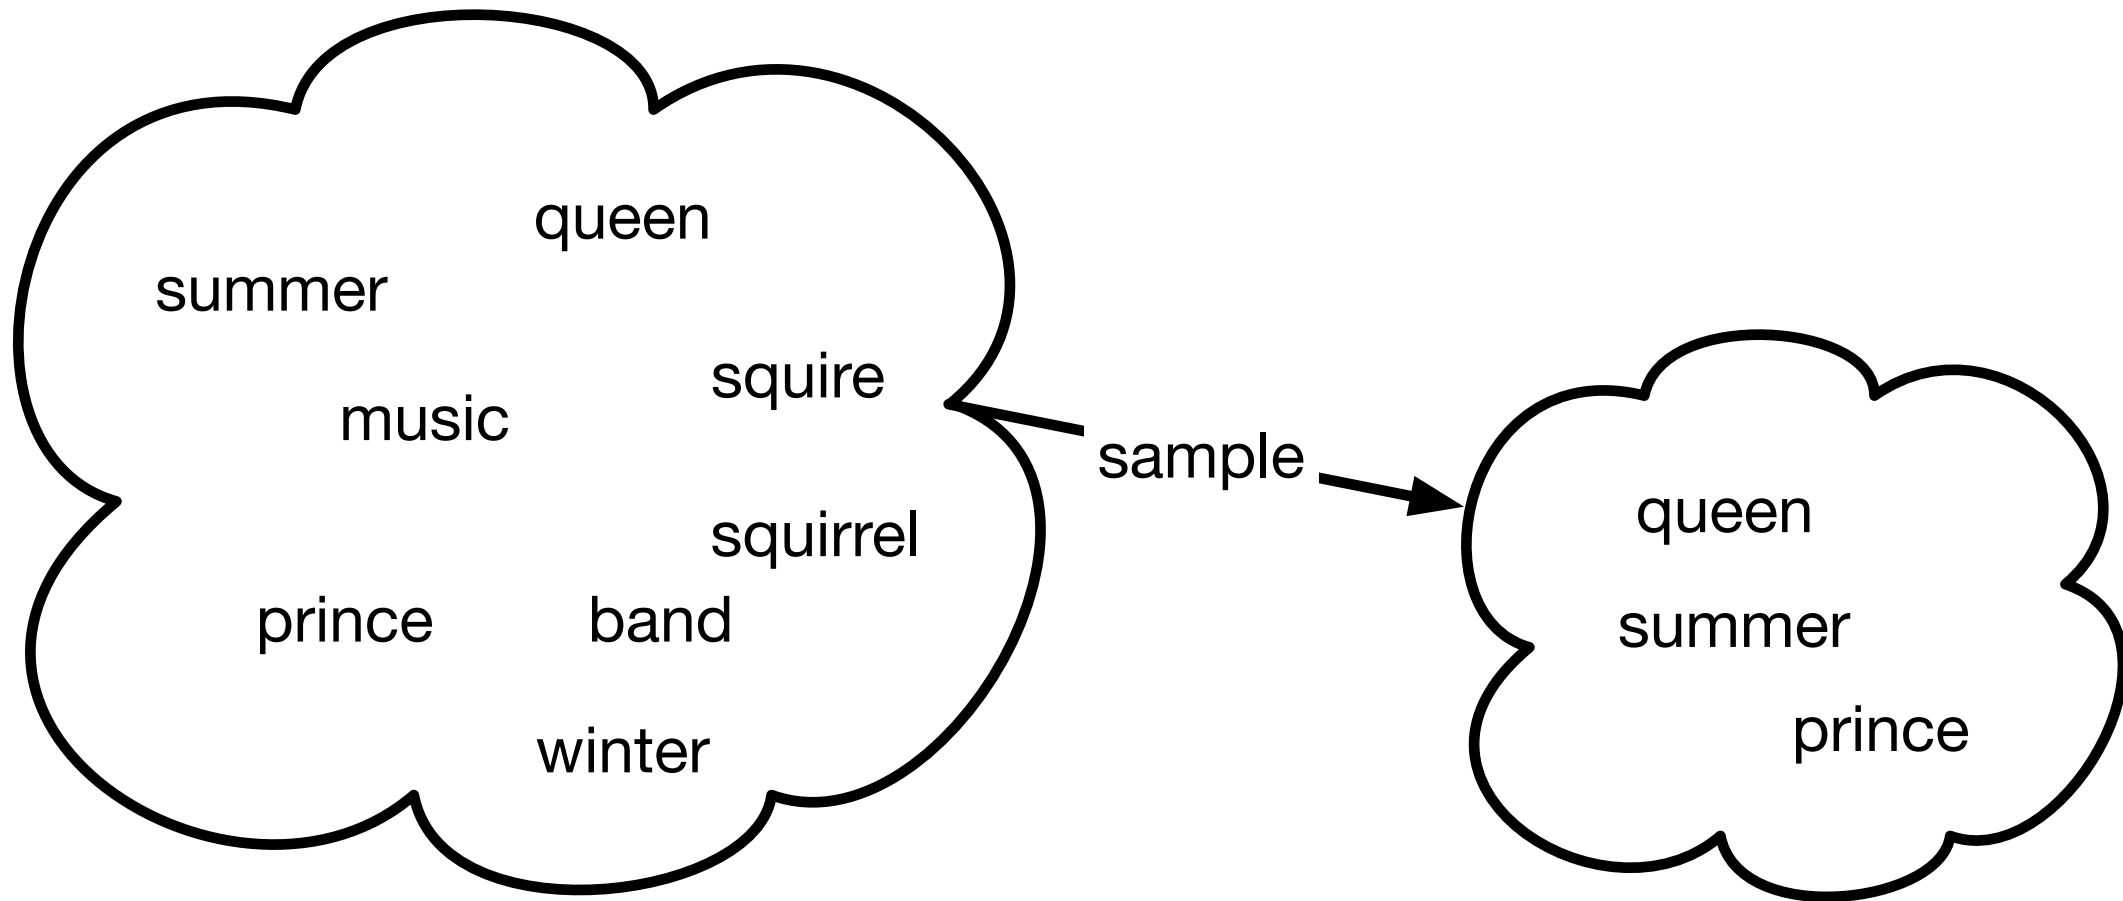 queen
summer
squire
music
squirrel
prince
band
winter
sample
queen
summer
prince